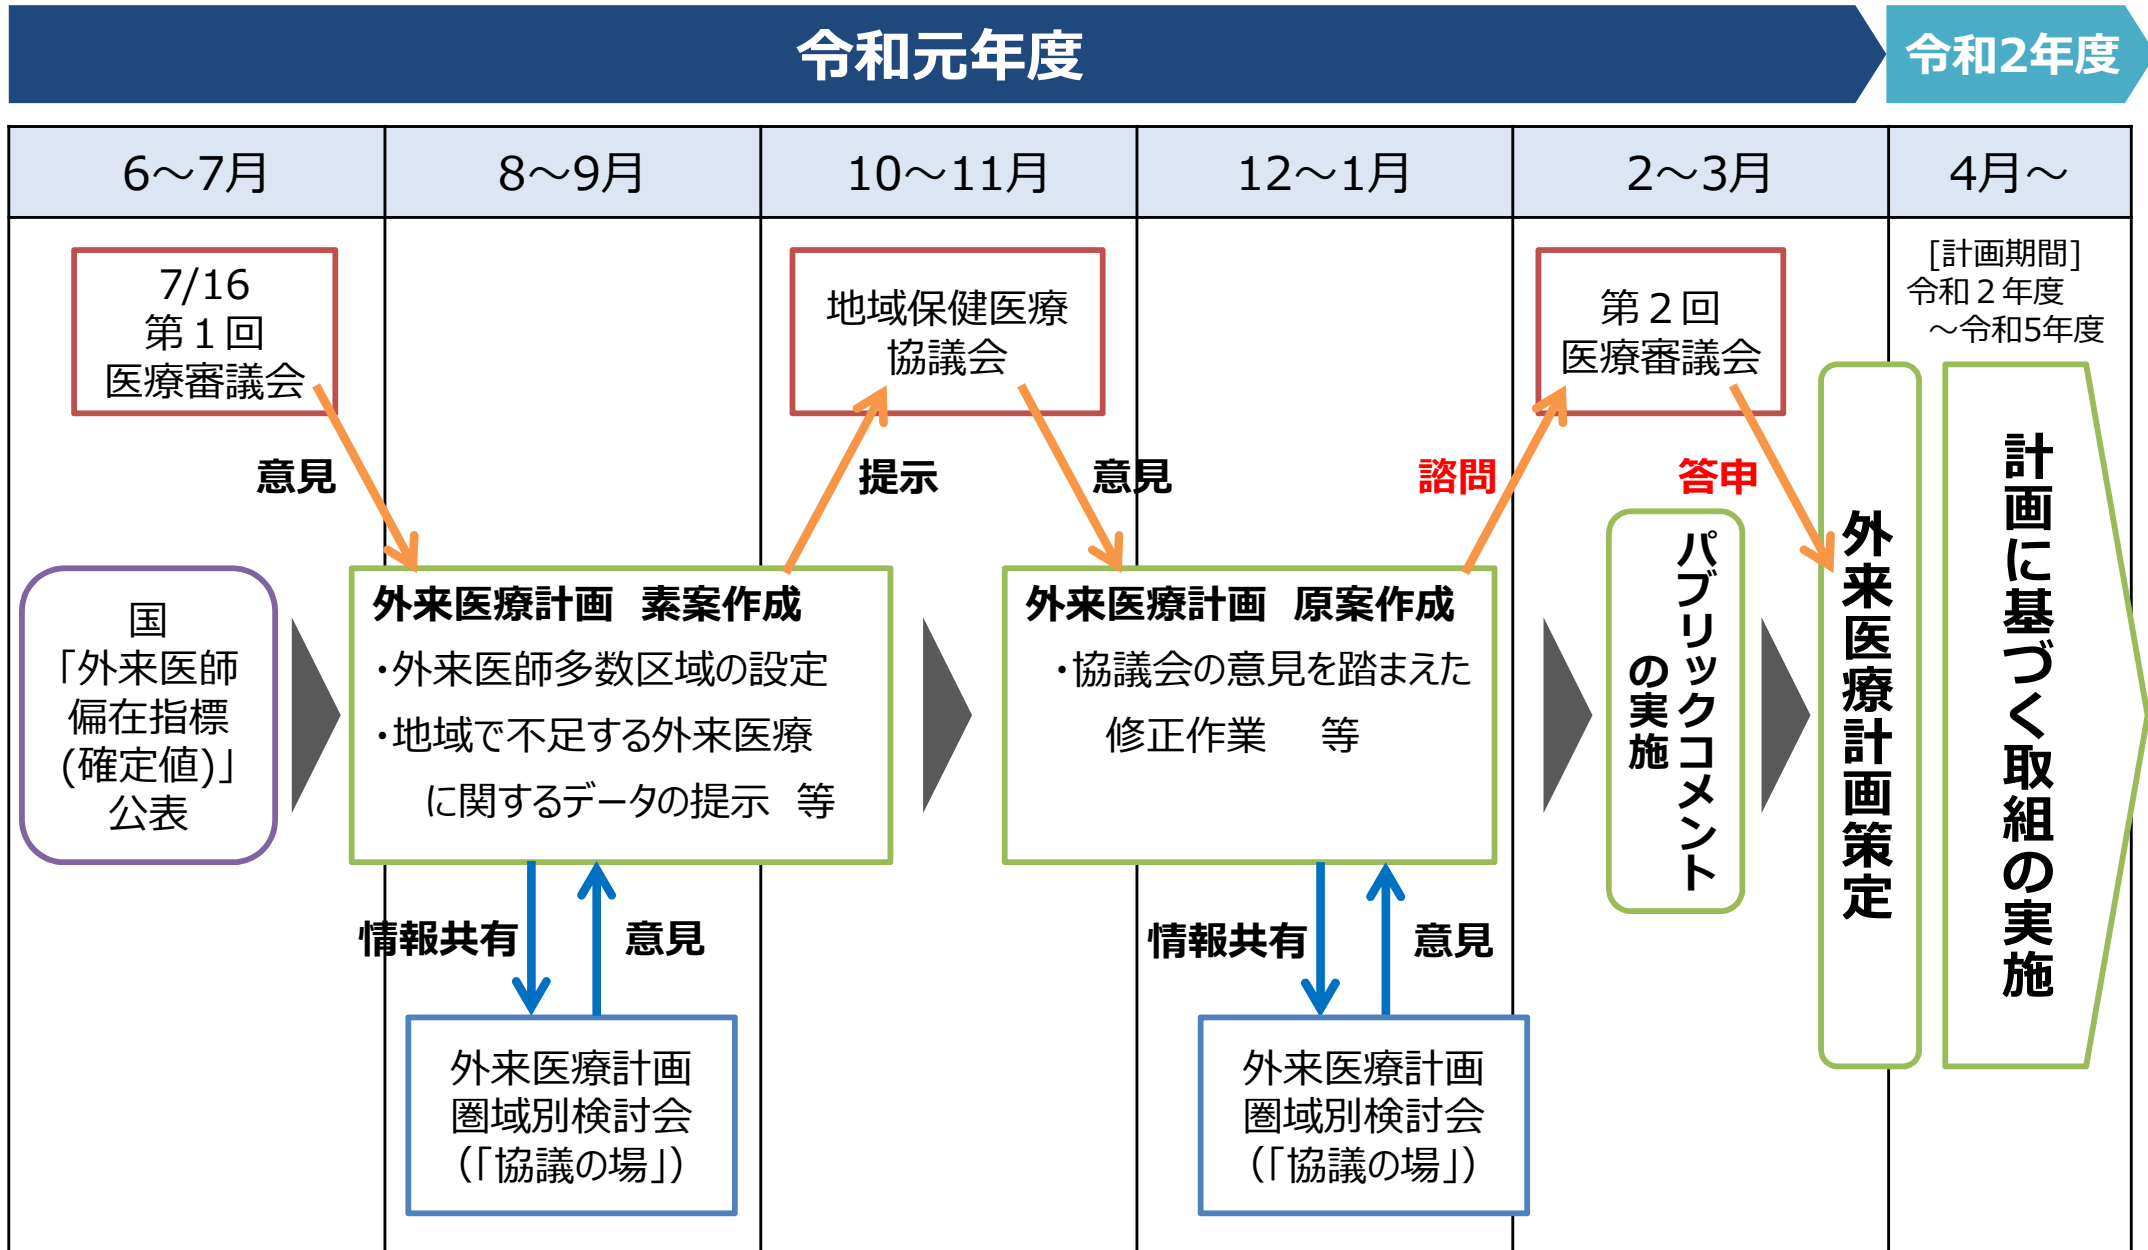 令和元年度
令和2年度
6～7月
8～9月
10～11月
12～1月
2～3月
4月～
7/16
第１回
医療審議会
地域保健医療
協議会
第２回
医療審議会
[計画期間]
令和２年度
～令和5年度
意見
提示
意見
諮問
答申
国
「外来医師
偏在指標
(確定値)」
公表
外来医療計画　素案作成
・外来医師多数区域の設定
・地域で不足する外来医療
に関するデータの提示　等
外来医療計画　原案作成
・協議会の意見を踏まえた
修正作業　等
パブリックコメント
の実施
外来医療計画策定
計画に基づく取組の実施
情報共有
意見
情報共有
意見
外来医療計画
圏域別検討会
（「協議の場」）
外来医療計画
圏域別検討会
（「協議の場」）